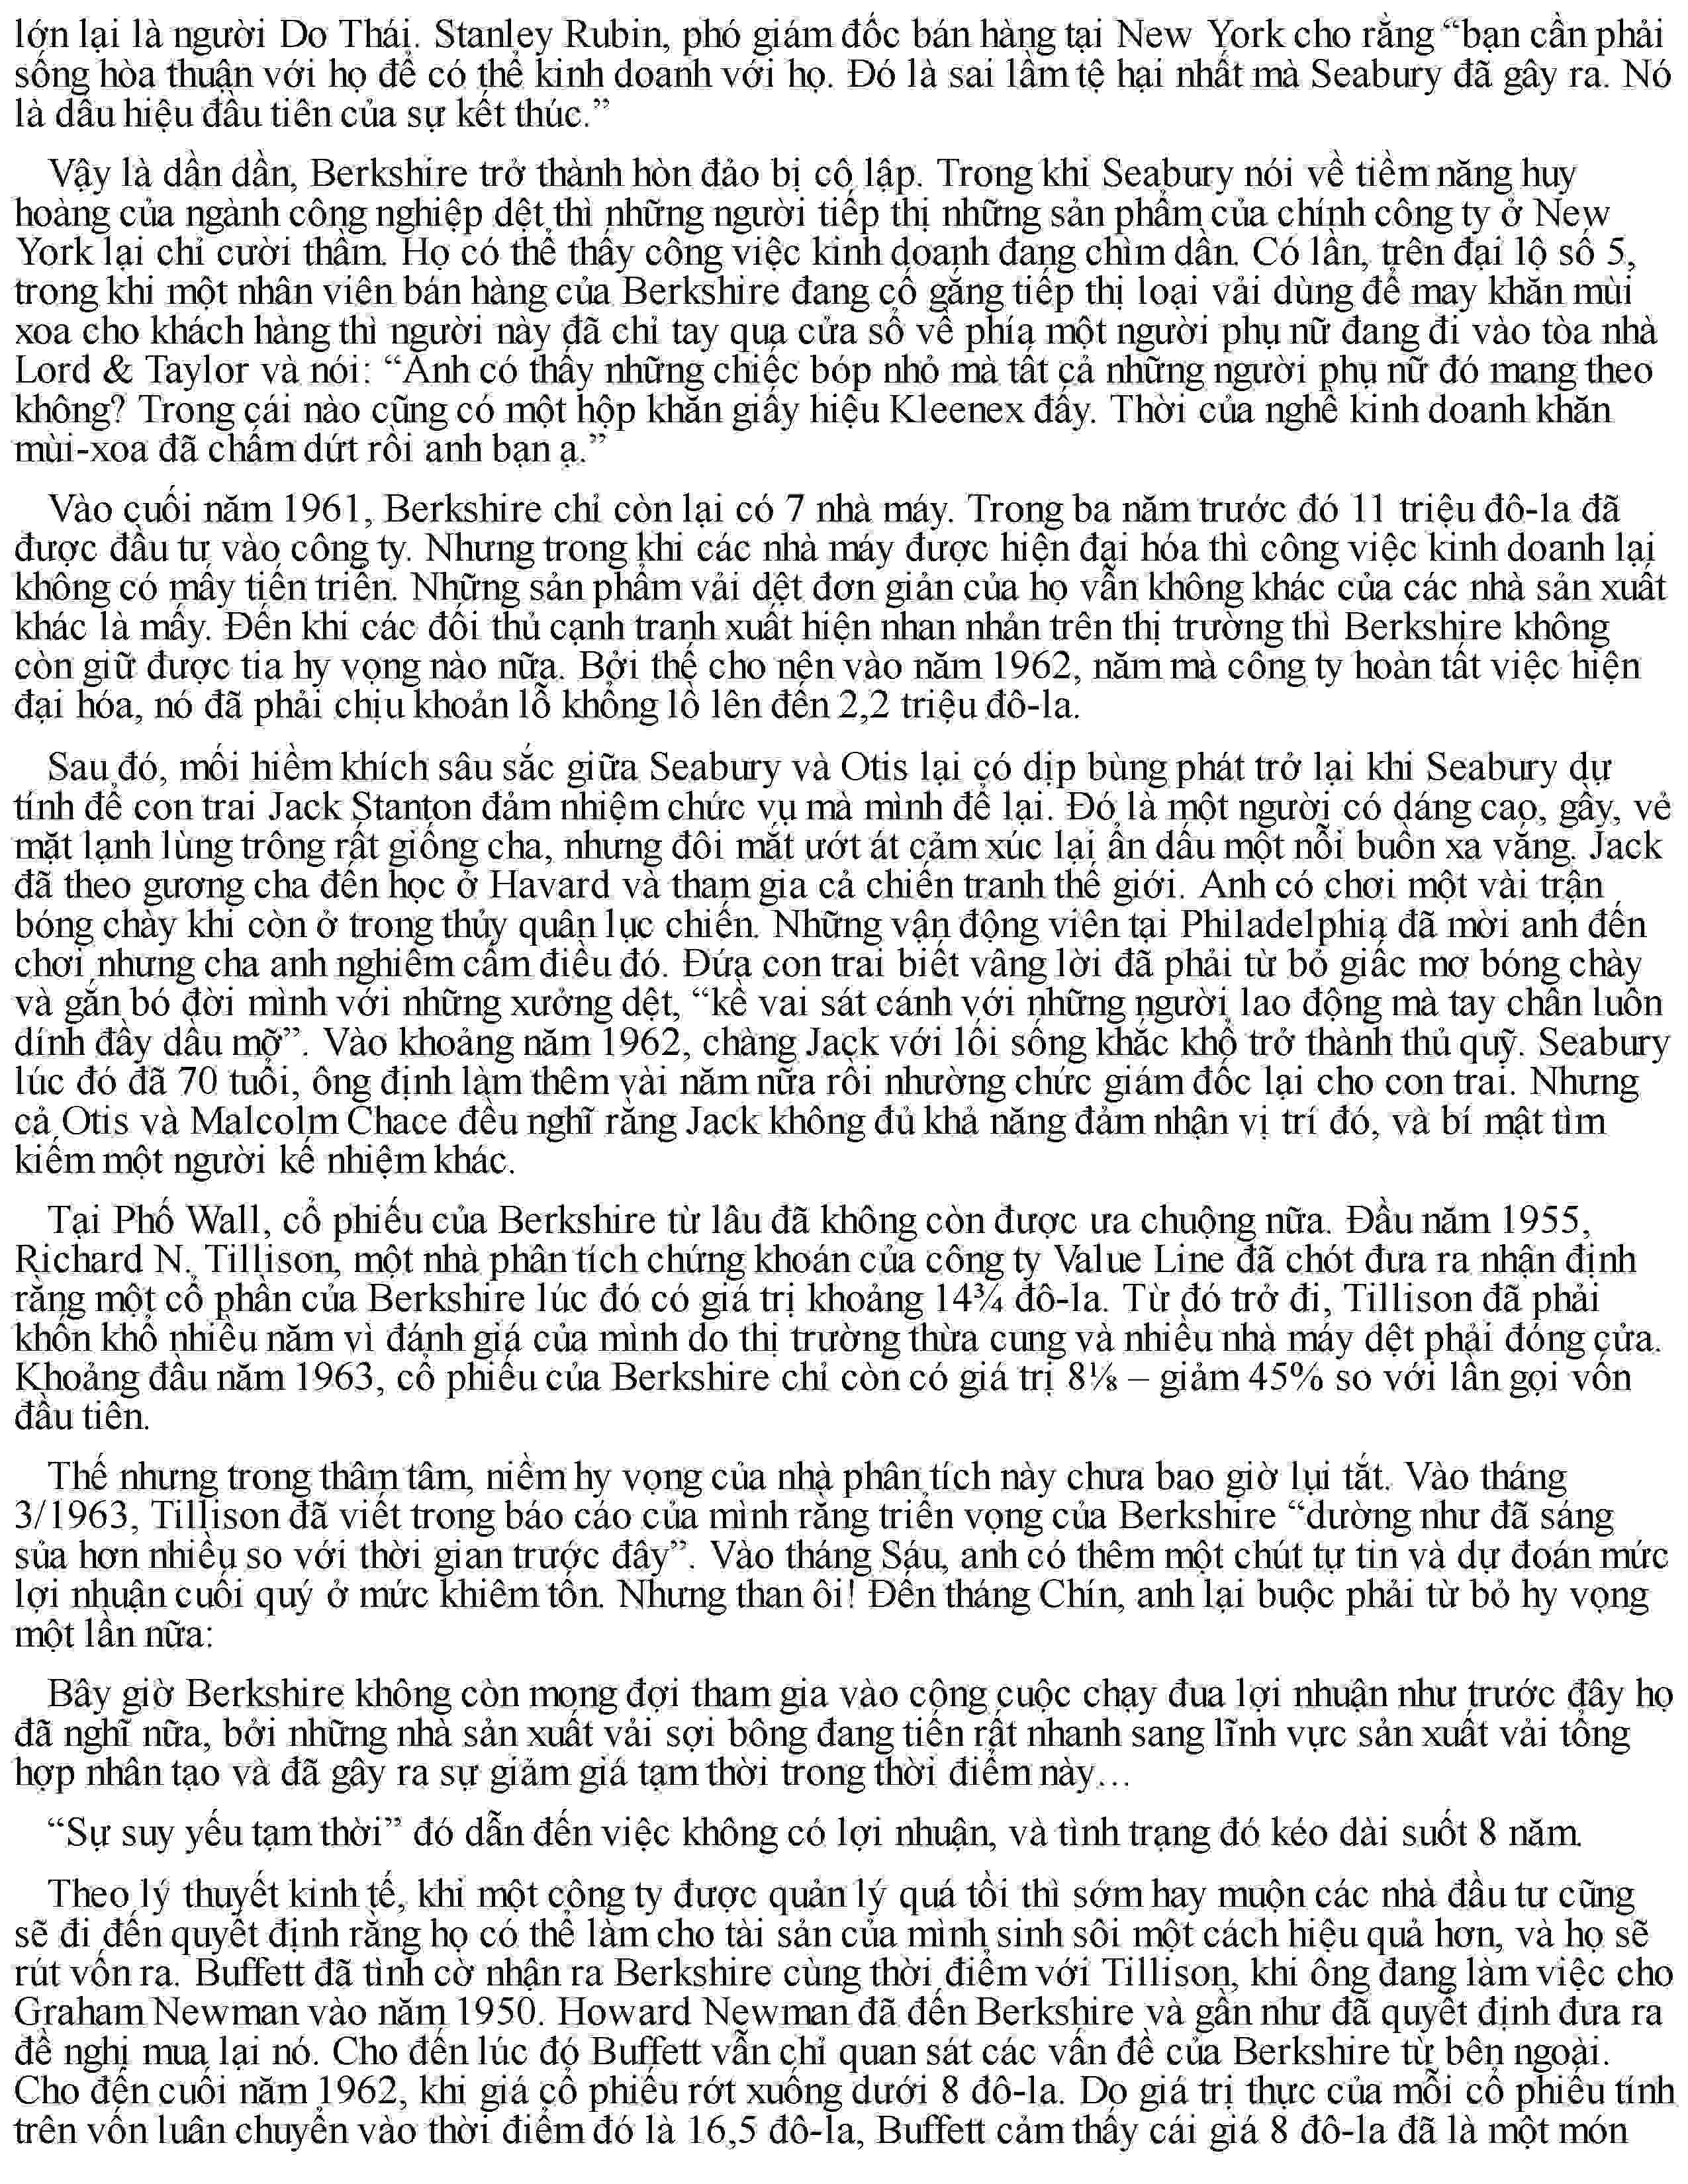 lớn lại là người Do Thái. Stanley Rubin, phó giám đốc bán hàng tại New York cho rằng “bạn cần phải
sống hòa thuận với họ để có thể kinh doanh với họ. Đó là sai lầm tệ hại nhất mà Seabury đã gây ra. Nó
là dấu hiệu đầu tiên của sự kết thúc.”
Vậy là dần dần, Berkshire trở thành hòn đảo bị cô lập. Trong khi Seabury nói về tiềm năng huy
hoàng của ngành công nghiệp dệt thì những người tiếp thị những sản phẩm của chính công ty ở New
York lại chỉ cười thầm. Họ có thể thấy công việc kinh doanh đang chìm dần. Có lần, trên đại lộ số 5,
trong khi một nhân viên bán hàng của Berkshire đang cố gắng tiếp thị loại vải dùng để may khăn mùi
xoa cho khách hàng thì người này đã chỉ tay qua cửa sổ về phía một người phụ nữ đang đi vào tòa nhà
Lord & Taylor và nói: “Anh có thấy những chiếc bóp nhỏ mà tất cả những người phụ nữ đó mang theo
không? Trong cái nào cũng có một hộp khăn giấy hiệu Kleenex đấy. Thời của nghề kinh doanh khăn
mùi-xoa đã chấm dứt rồi anh bạn ạ.”
Vào cuối năm 1961, Berkshire chỉ còn lại có 7 nhà máy. Trong ba năm trước đó 11 triệu đô-la đã
được đầu tư vào công ty. Nhưng trong khi các nhà máy được hiện đại hóa thì công việc kinh doanh lại
không có mấy tiến triển. Những sản phẩm vải dệt đơn giản của họ vẫn không khác của các nhà sản xuất
khác là mấy. Đến khi các đối thủ cạnh tranh xuất hiện nhan nhản trên thị trường thì Berkshire không
còn giữ được tia hy vọng nào nữa. Bởi thế cho nên vào năm 1962, năm mà công ty hoàn tất việc hiện
đại hóa, nó đã phải chịu khoản lỗ khổng lồ lên đến 2,2 triệu đô-la.
Sau đó, mối hiềm khích sâu sắc giữa Seabury và Otis lại có dịp bùng phát trở lại khi Seabury dự
tính để con trai Jack Stanton đảm nhiệm chức vụ mà mình để lại. Đó là một người có dáng cao, gầy, vẻ
mặt lạnh lùng trông rất giống cha, nhưng đôi mắt ướt át cảm xúc lại ẩn dấu một nỗi buồn xa vắng. Jack
đã theo gương cha đến học ở Havard và tham gia cả chiến tranh thế giới. Anh có chơi một vài trận
bóng chày khi còn ở trong thủy quân lục chiến. Những vận động viên tại Philadelphia đã mời anh đến
chơi nhưng cha anh nghiêm cấm điều đó. Đứa con trai biết vâng lời đã phải từ bỏ giấc mơ bóng chày
và gắn bó đời mình với những xưởng dệt, “kề vai sát cánh với những người lao động mà tay chân luôn
dính đầy dầu mỡ”. Vào khoảng năm 1962, chàng Jack với lối sống khắc khổ trở thành thủ quỹ. Seabury
lúc đó đã 70 tuổi, ông định làm thêm vài năm nữa rồi nhường chức giám đốc lại cho con trai. Nhưng
cả Otis và Malcolm Chace đều nghĩ rằng Jack không đủ khả năng đảm nhận vị trí đó, và bí mật tìm
kiếm một người kế nhiệm khác.
Tại Phố Wall, cổ phiếu của Berkshire từ lâu đã không còn được ưa chuộng nữa. Đầu năm 1955,
Richard N. Tillison, một nhà phân tích chứng khoán của công ty Value Line đã chót đưa ra nhận định
rằng một cổ phần của Berkshire lúc đó có giá trị khoảng 14¾ đô-la. Từ đó trở đi, Tillison đã phải
khốn khổ nhiều năm vì đánh giá của mình do thị trường thừa cung và nhiều nhà máy dệt phải đóng cửa.
Khoảng đầu năm 1963, cổ phiếu của Berkshire chỉ còn có giá trị 8⅛ – giảm 45% so với lần gọi vốn
đầu tiên.
Thế nhưng trong thâm tâm, niềm hy vọng của nhà phân tích này chưa bao giờ lụi tắt. Vào tháng
3/1963, Tillison đã viết trong báo cáo của mình rằng triển vọng của Berkshire “dường như đã sáng
sủa hơn nhiều so với thời gian trước đây”. Vào tháng Sáu, anh có thêm một chút tự tin và dự đoán mức
lợi nhuận cuối quý ở mức khiêm tốn. Nhưng than ôi! Đến tháng Chín, anh lại buộc phải từ bỏ hy vọng
một lần nữa:
Bây giờ Berkshire không còn mong đợi tham gia vào công cuộc chạy đua lợi nhuận như trước đây họ
đã nghĩ nữa, bởi những nhà sản xuất vải sợi bông đang tiến rất nhanh sang lĩnh vực sản xuất vải tổng
hợp nhân tạo và đã gây ra sự giảm giá tạm thời trong thời điểm này…
“Sự suy yếu tạm thời” đó dẫn đến việc không có lợi nhuận, và tình trạng đó kéo dài suốt 8 năm.
Theo lý thuyết kinh tế, khi một công ty được quản lý quá tồi thì sớm hay muộn các nhà đầu tư cũng
sẽ đi đến quyết định rằng họ có thể làm cho tài sản của mình sinh sôi một cách hiệu quả hơn, và họ sẽ
rút vốn ra. Buffett đã tình cờ nhận ra Berkshire cùng thời điểm với Tillison, khi ông đang làm việc cho
Graham Newman vào năm 1950. Howard Newman đã đến Berkshire và gần như đã quyết định đưa ra
đề nghị mua lại nó. Cho đến lúc đó Buffett vẫn chỉ quan sát các vấn đề của Berkshire từ bên ngoài.
Cho đến cuối năm 1962, khi giá cổ phiếu rớt xuống dưới 8 đô-la. Do giá trị thực của mỗi cổ phiếu tính
trên vốn luân chuyển vào thời điểm đó là 16,5 đô-la, Buffett cảm thấy cái giá 8 đô-la đã là một món